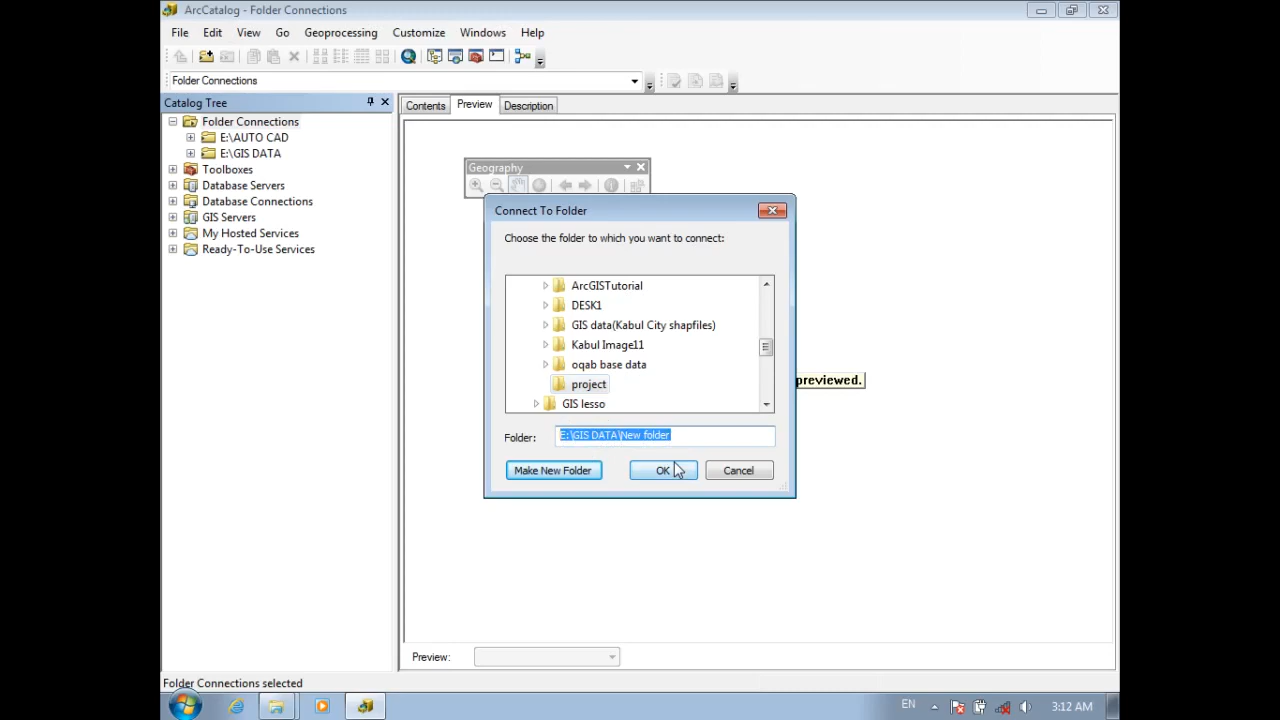 ArcCatalog - Folder Connections
File Edit View Go Geoprocessing Customize Windows Help
Folder Connections
Catalog Tree
Folder Connections
E:\AUTO CAD
E:\GIS DATA
Toolboxes
Database Servers
Database Connections
GIS Servers
My Hosted Services
Ready-To-Use Services
Contents Preview Description
Geography
Connect To Folder
Choose the folder to which you want to connect:
ArcGISTutorial
DESK1
GIS data(Kabul City shapfiles)
Kabul Image11
oqab base data
project
GIS lesso
previewed.
Folder: E:\GIS DATA\New folder
Make New Folder OK Cancel
Preview:
Folder Connections selected
EN 3:12 AM